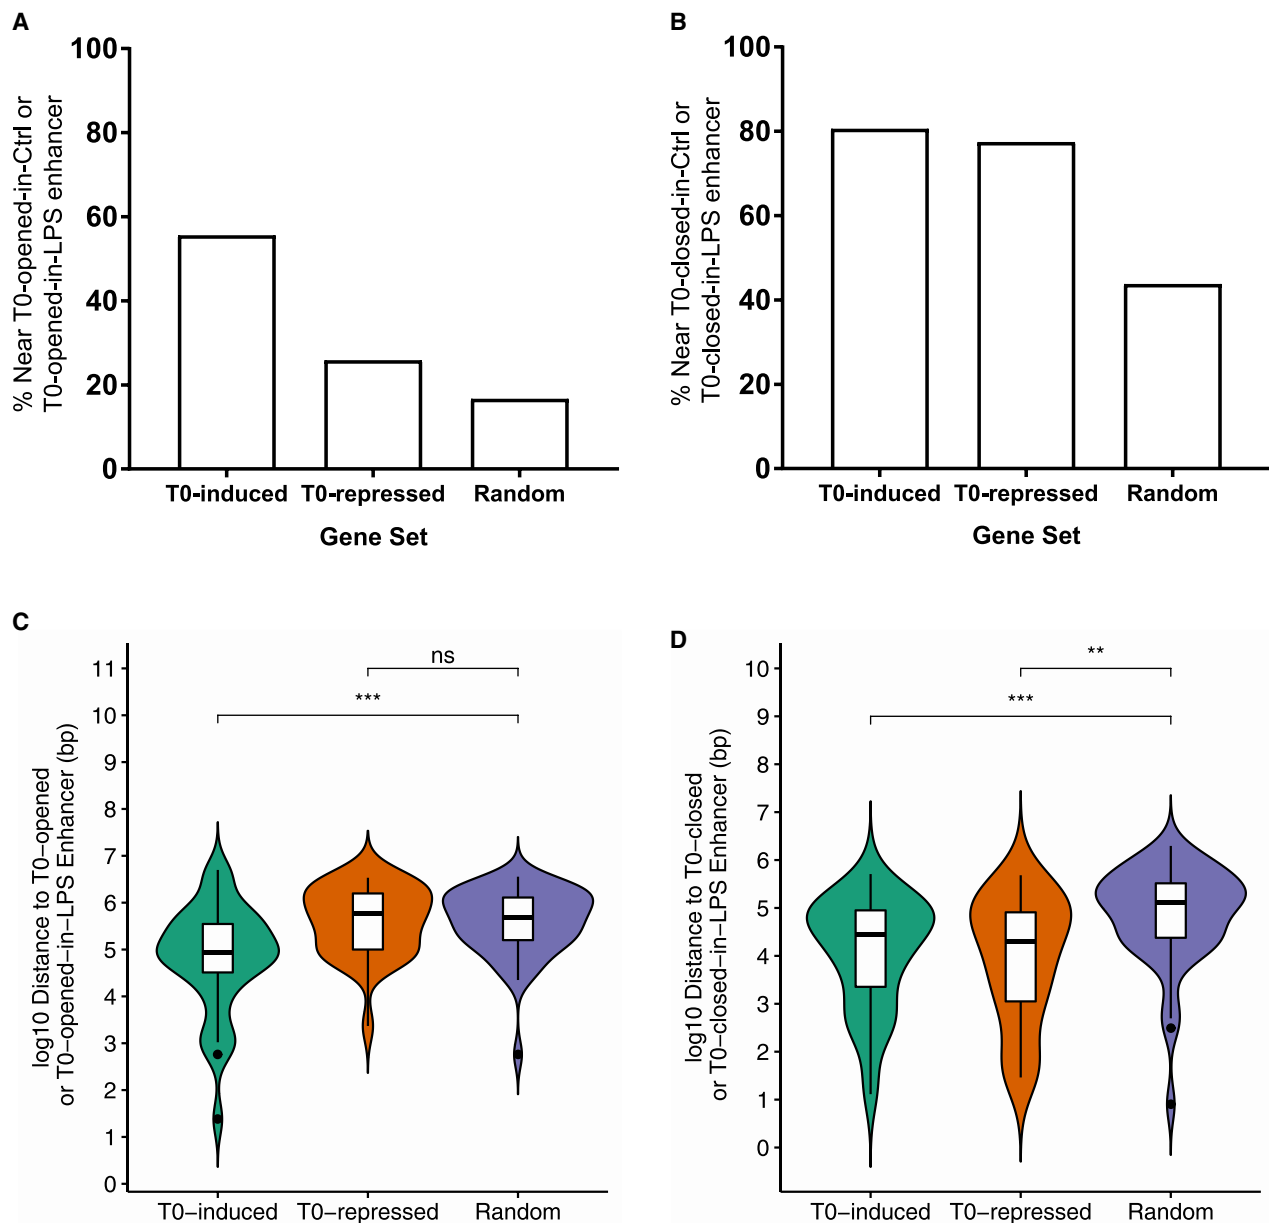 A
% Near T0-opened-in-Ctrl or
T0-opened-in-LPS enhancer
100
80
60
40
20
0
T0-induced T0-repressed Random
Gene Set
B
% Near T0-closed-in-Ctrl or
T0-closed-in-LPS enhancer
100
80
60
40
20
0
T0-induced T0-repressed Random
Gene Set
C
log10 Distance to T0−opened
or T0−opened−in−LPS Enhancer (bp)
11
10
9
8
7
6
5
4
3
2
1
0
ns
***
T0−induced T0−repressed Random
D
log10 Distance to T0−closed
or T0−closed−in−LPS Enhancer (bp)
10
9
8
7
6
5
4
3
2
1
0
**
***
T0−induced T0−repressed Random